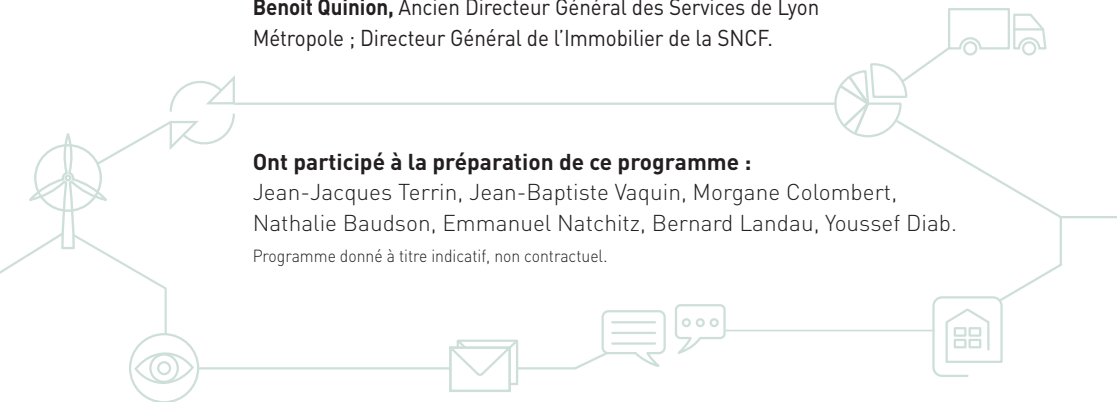 Benoit Quinion, Ancien Directeur Général des Services de Lyon
Métropole ; Directeur Général de l'Immobilier de la SNCF.
Ont participé à la préparation de ce programme :
Jean-Jacques Terrin, Jean-Baptiste Vaquin, Morgane Colombert,
Nathalie Baudson, Emmanuel Natchitz, Bernard Landau, Youssef Diab.
Programme donné à titre indicatif, non contractuel.